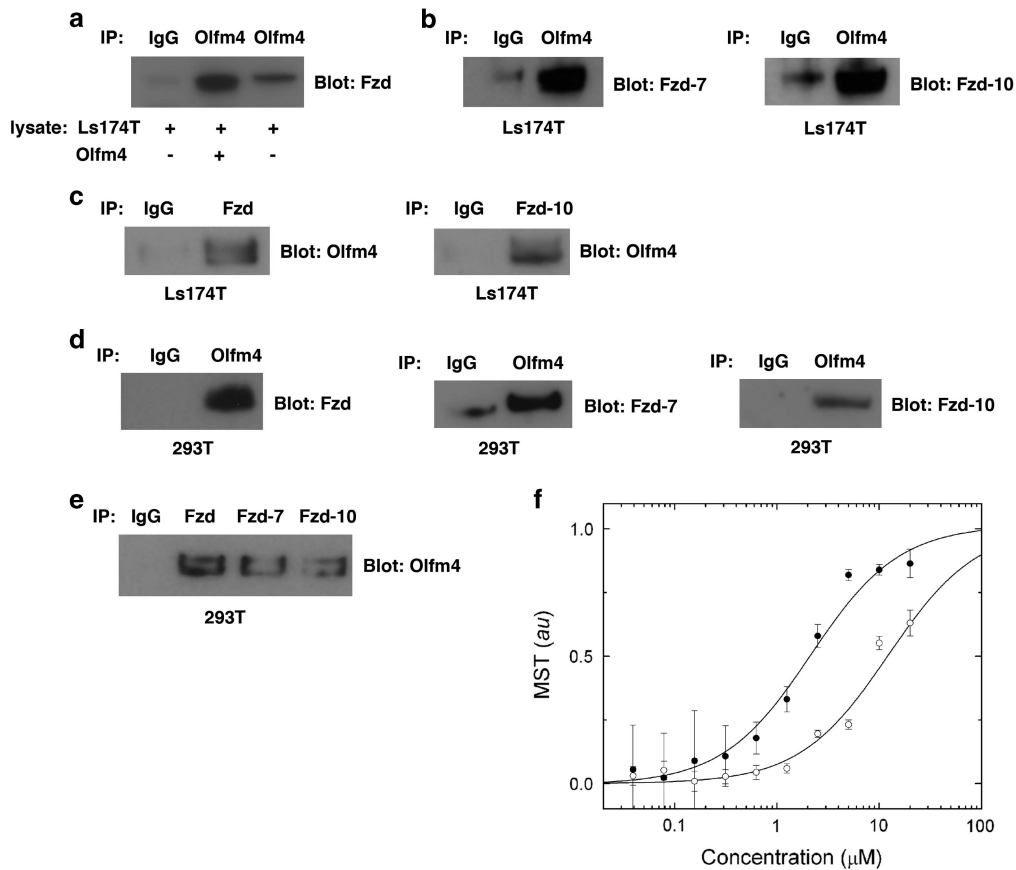 a
IP: IgG Olfm4 Olfm4
Blot: Fzd
lysate: Ls174T + + +
Olfm4 - + -
b
IP: IgG Olfm4
Blot: Fzd-7
Ls174T
IP: IgG Olfm4
Blot: Fzd-10
Ls174T
c
IP: IgG Fzd
Blot: Olfm4
Ls174T
IP: IgG Fzd-10
Blot: Olfm4
Ls174T
d
IP: IgG Olfm4
Blot: Fzd
293T
IP: IgG Olfm4
Blot: Fzd-7
293T
IP: IgG Olfm4
Blot: Fzd-10
293T
e
IP: IgG Fzd Fzd-7 Fzd-10
Blot: Olfm4
293T
f
1.0
0.5
0.0
MST (au)
0.1 1 10 100
Concentration (μM)